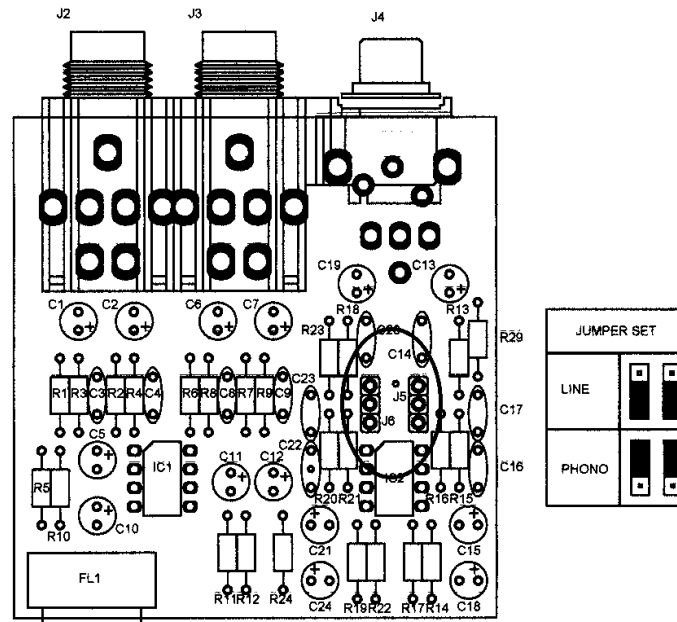 J2 J3 J4
C19 C13
C1 C2 C6 C7 R18 R13
R23 C20 R29
C14
JUMPER SET
R1 R3 C3 R2 R4 C4 R6 R8 C8 R7 R9 C9 C23 J5
LINE
J6 C17
C5 C22
IC1 C11 C12 IC2 C16
PHONO
R5 R20 R21 R16 R15
R10 C10 C21 C15
FL1
R11 R12 R24 C24 R19 R22 R17 R14 C18